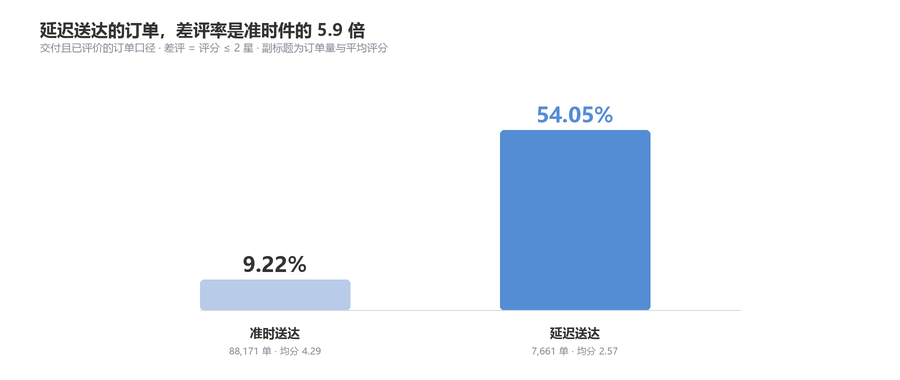 延迟送达的订单，差评率是准时件的 5.9 倍
交付且已评价的订单口径 · 差评 = 评分 ≤ 2 星 · 副标题为订单量与平均评分
54.05%
9.22%
准时送达
延迟送达
88,171 单 · 均分 4.29
7,661 单 · 均分 2.57